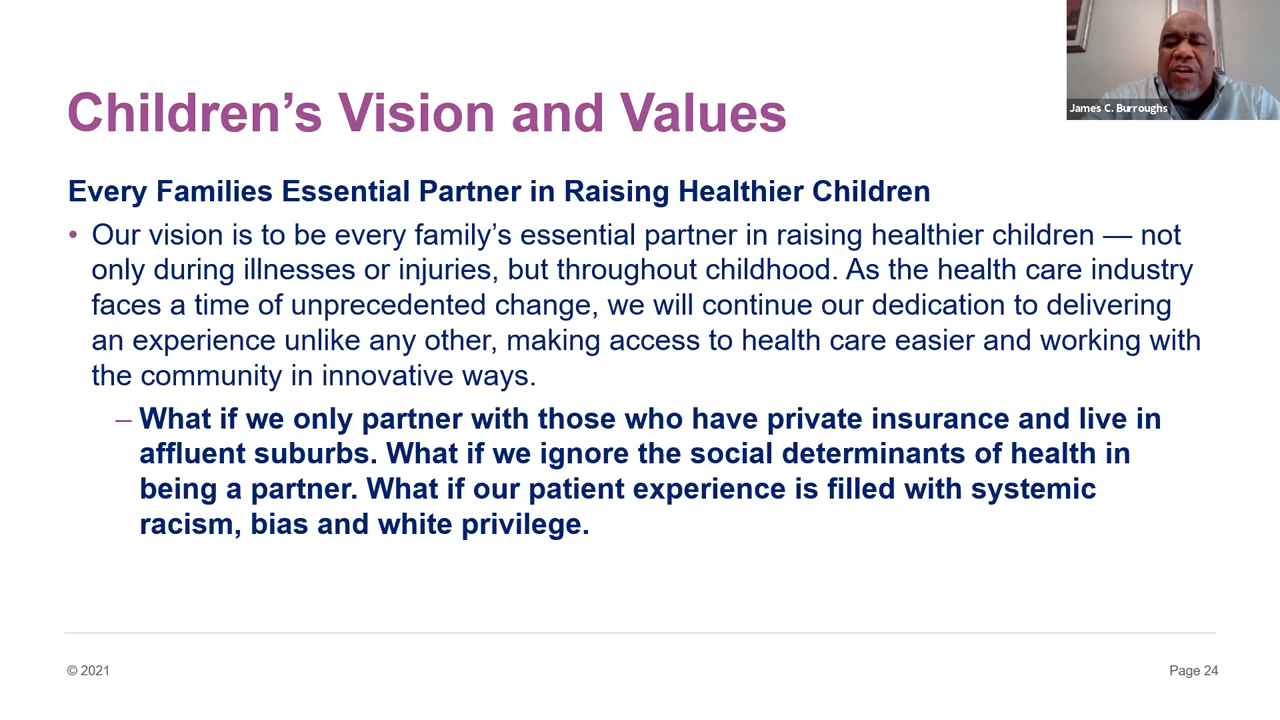 James C. Burroughs
Children’s Vision and Values
Every Families Essential Partner in Raising Healthier Children
• Our vision is to be every family’s essential partner in raising healthier children — not
only during illnesses or injuries, but throughout childhood. As the health care industry
faces a time of unprecedented change, we will continue our dedication to delivering
an experience unlike any other, making access to health care easier and working with
the community in innovative ways.
– What if we only partner with those who have private insurance and live in
affluent suburbs. What if we ignore the social determinants of health in
being a partner. What if our patient experience is filled with systemic
racism, bias and white privilege.
© 2021
Page 24